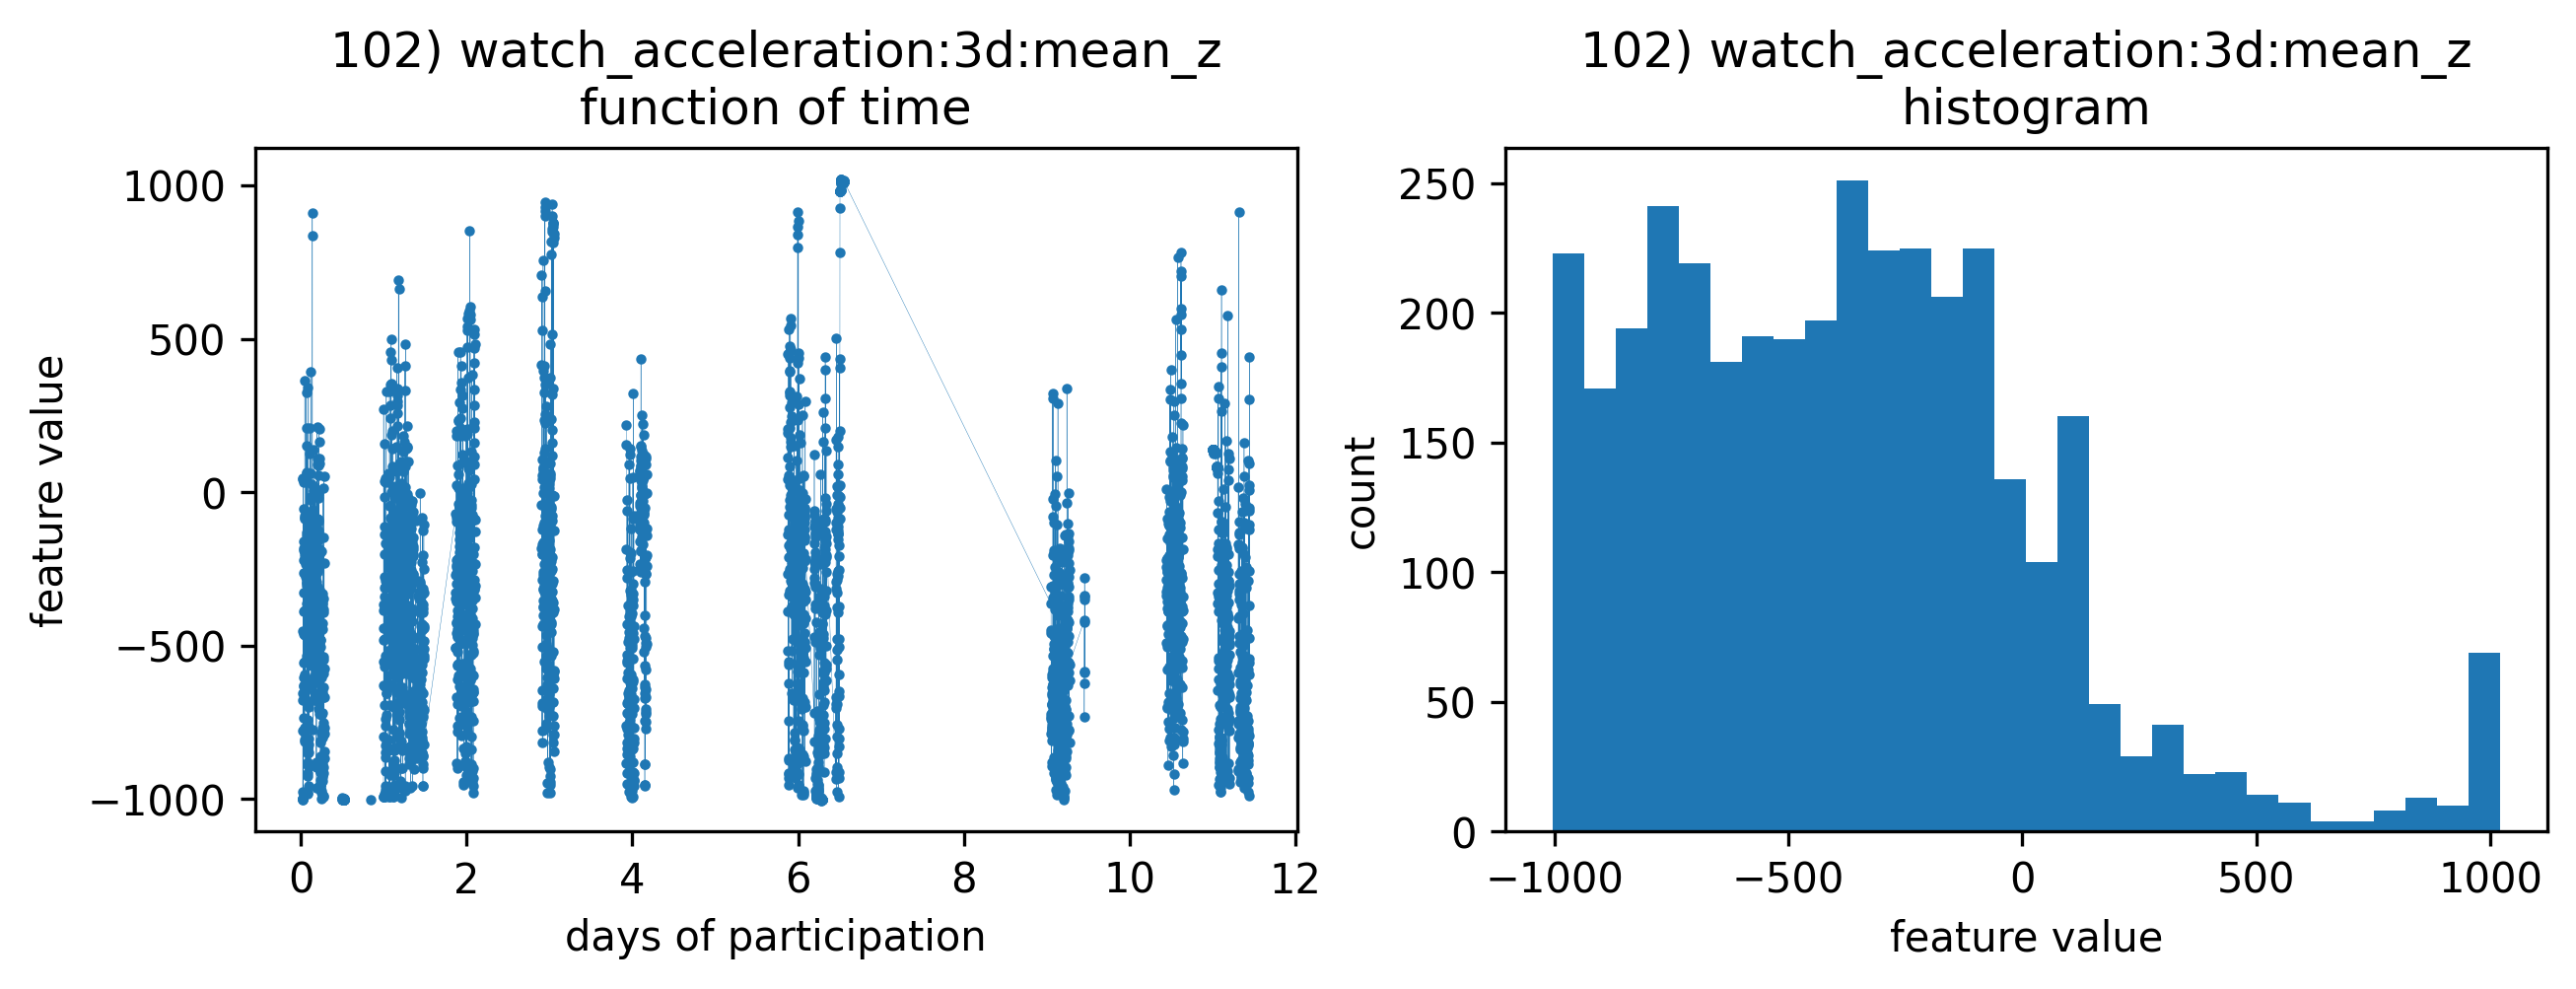 102) watch_acceleration:3d:mean_z
function of time
1000
500
0
−500
−1000
feature value
0 2 4 6 8 10 12
days of participation
102) watch_acceleration:3d:mean_z
histogram
250
200
150
100
50
0
count
−1000 −500 0 500 1000
feature value